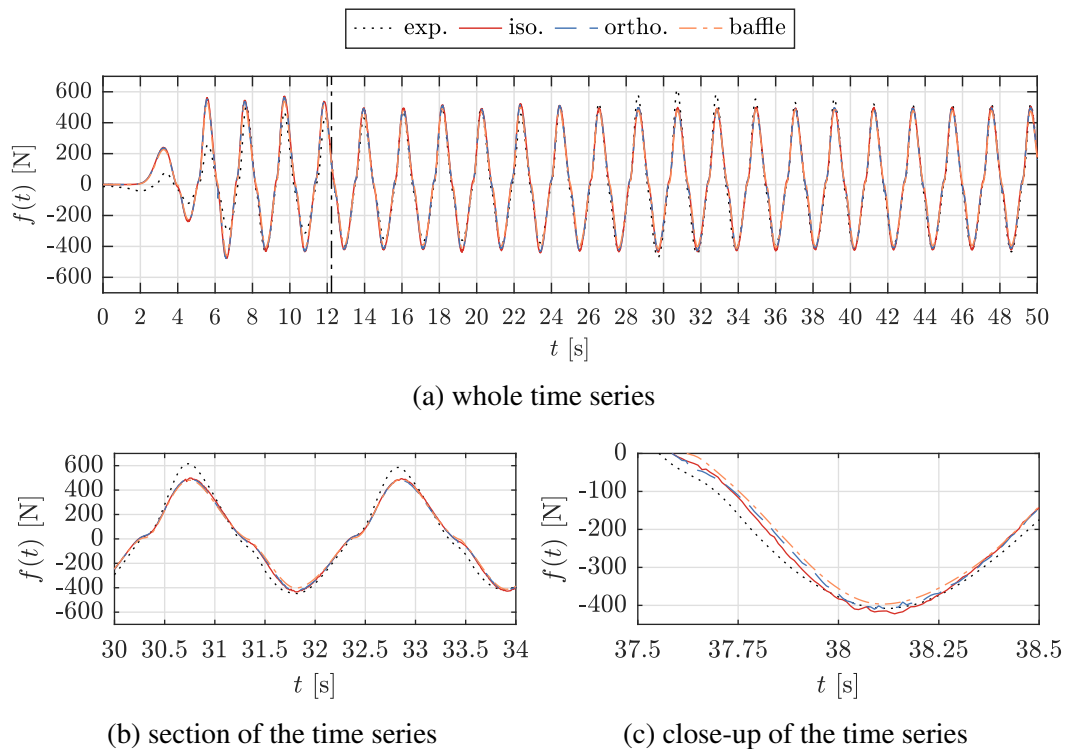 exp. iso. ortho. baffle
600
400
200
0
-200
-400
-600
f(t) [N]
0 2 4 6 8 10 12 14 16 18 20 22 24 26 28 30 32 34 36 38 40 42 44 46 48 50
t [s]
(a) whole time series
600
400
200
0
-200
-400
-600
f(t) [N]
30 30.5 31 31.5 32 32.5 33 33.5 34
t [s]
(b) section of the time series
0
-100
-200
-300
-400
f(t) [N]
37.5 37.75 38 38.25 38.5
t [s]
(c) close-up of the time series